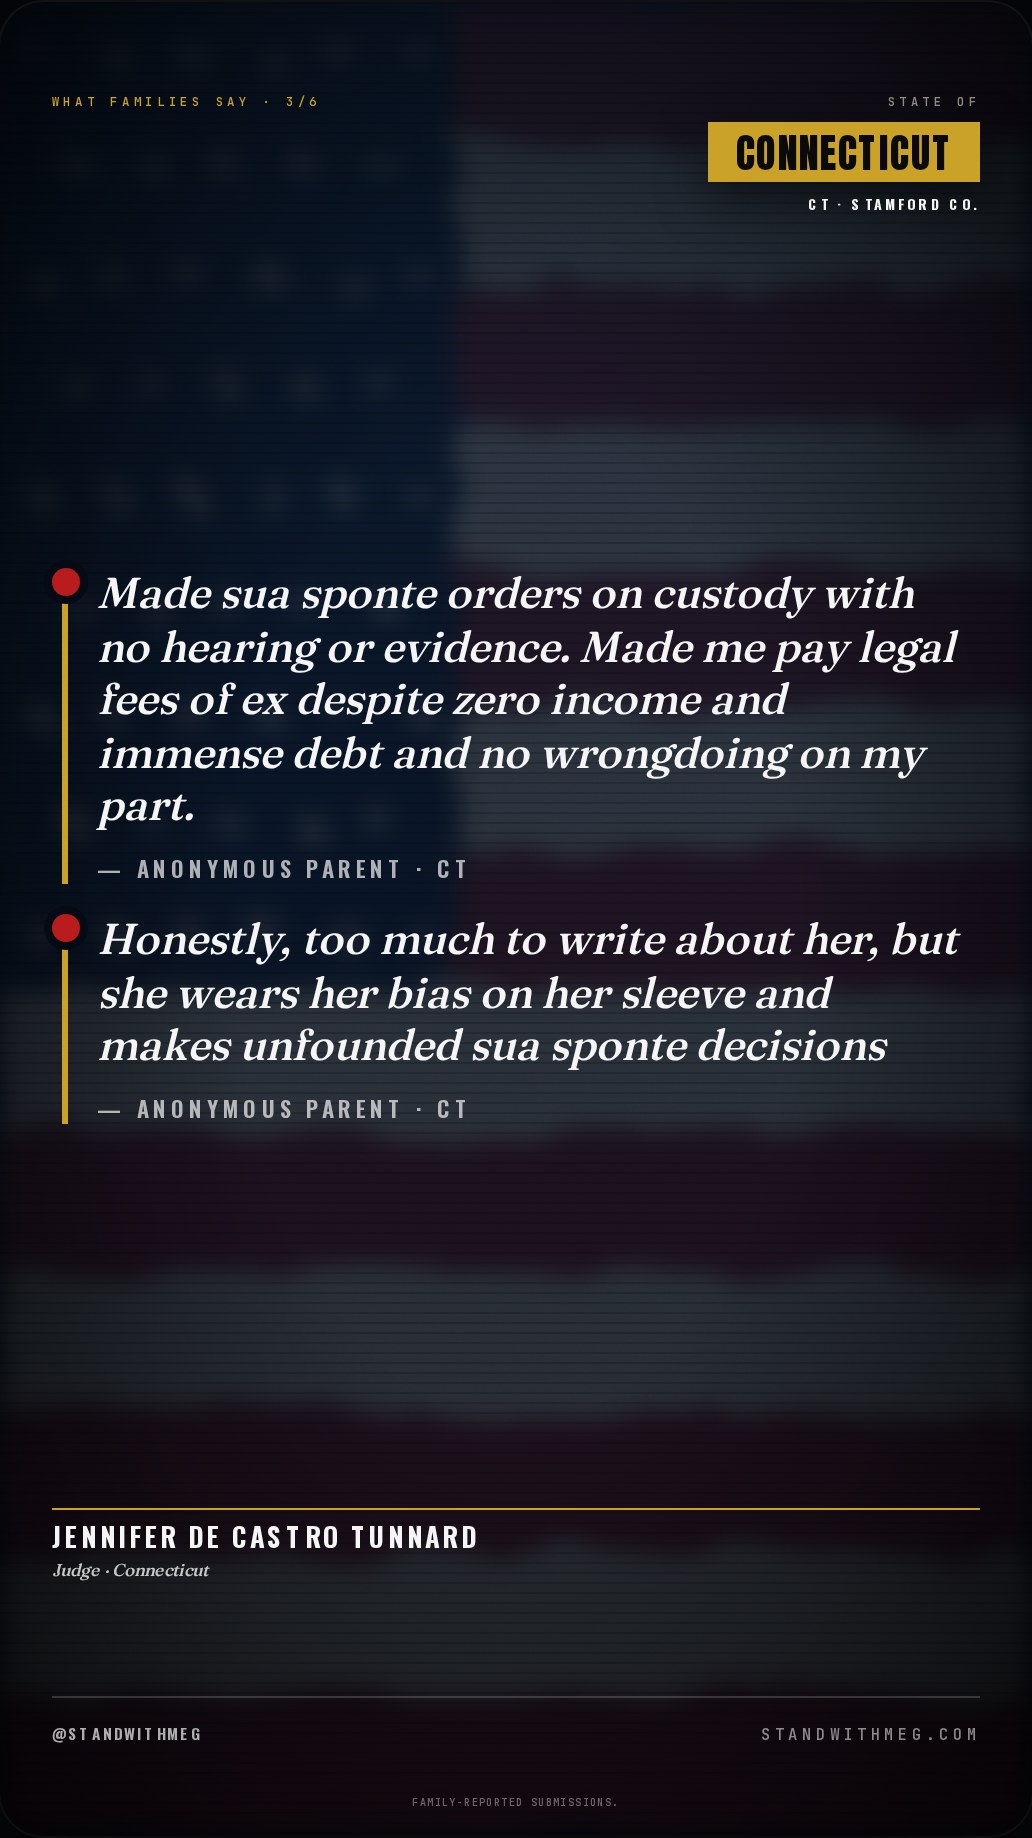 WHAT FAMILIES SAY · 3/6
STATE OF
CONNECTICUT
CT · STAMFORD CO.
Made sua sponte orders on custody with
no hearing or evidence. Made me pay legal
fees of ex despite zero income and
immense debt and no wrongdoing on my
part.
— ANONYMOUS PARENT · CT
Honestly, too much to write about her, but
she wears her bias on her sleeve and
makes unfounded sua sponte decisions
— ANONYMOUS PARENT · CT
JENNIFER DE CASTRO TUNNARD
Judge · Connecticut
@STANDWITHMEG
STANDWITHMEG.COM
FAMILY-REPORTED SUBMISSIONS.